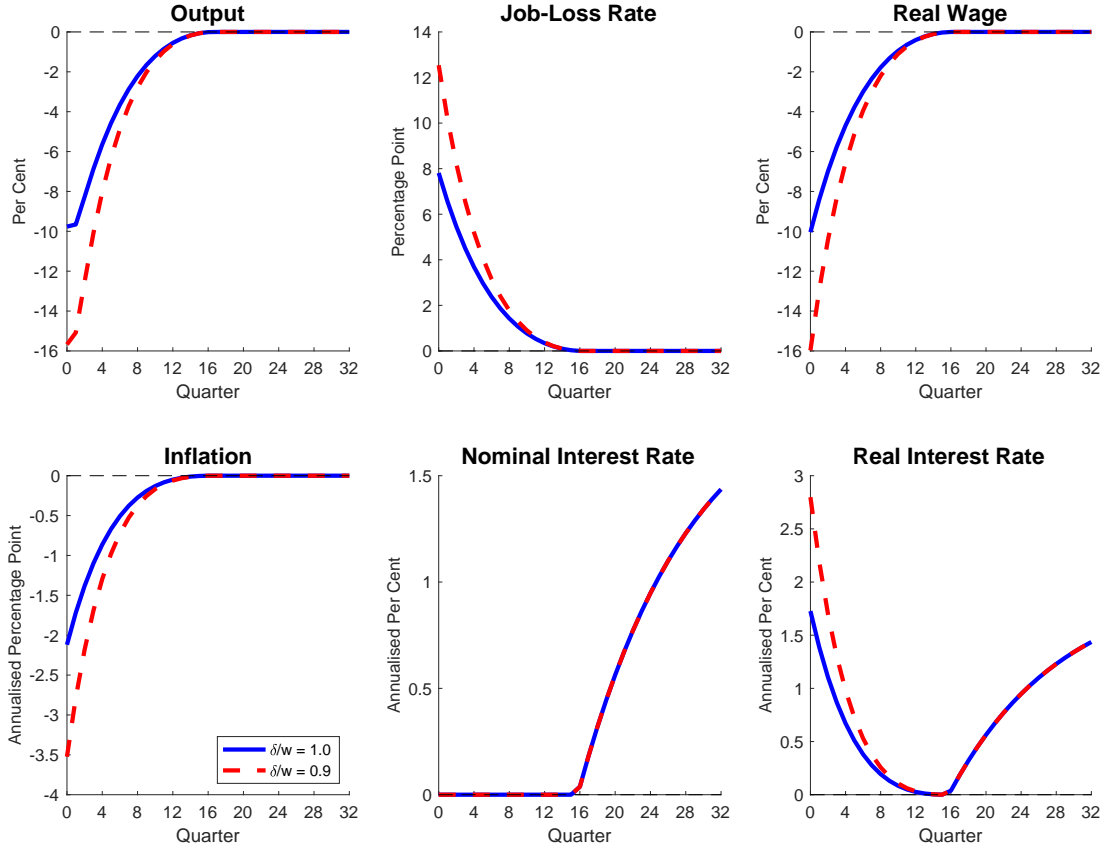 Output
Per Cent
0
-2
-4
-6
-8
-10
-12
-14
-16
0 4 8 12 16 20 24 28 32
Quarter
Job-Loss Rate
Percentage Point
14
12
10
8
6
4
2
0
0 4 8 12 16 20 24 28 32
Quarter
Real Wage
Per Cent
0
-2
-4
-6
-8
-10
-12
-14
-16
0 4 8 12 16 20 24 28 32
Quarter
Inflation
Annualised Percentage Point
0
-0.5
-1
-1.5
-2
-2.5
-3
-3.5
-4
δ/w = 1.0
δ/w = 0.9
0 4 8 12 16 20 24 28 32
Quarter
Nominal Interest Rate
Annualised Per Cent
1.5
1
0.5
0
0 4 8 12 16 20 24 28 32
Quarter
Real Interest Rate
Annualised Per Cent
3
2.5
2
1.5
1
0.5
0
0 4 8 12 16 20 24 28 32
Quarter